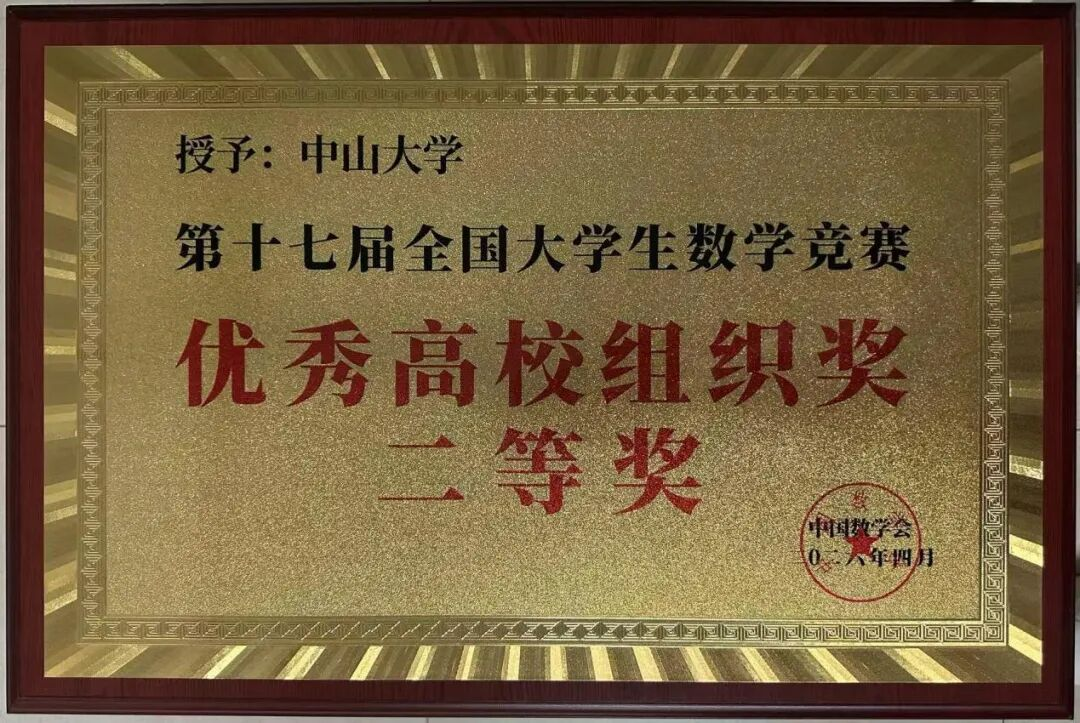 授予：中山大学
第十七届全国大学生数学竞赛
优秀高校组织奖
二等奖
中国数学会
0二六年四月